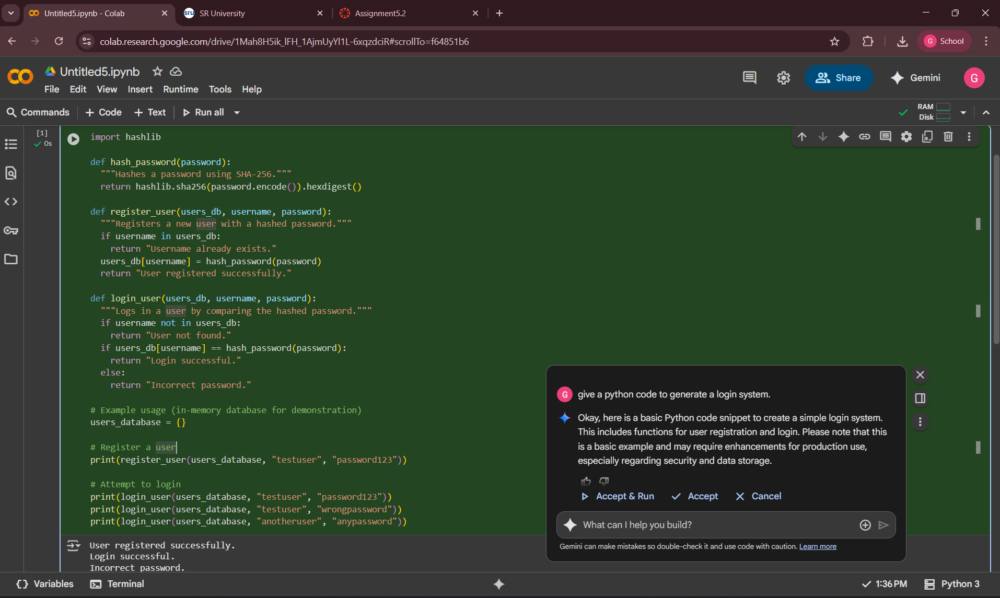 Untitled5.ipynb - Colab
sru
SR University
Assignment5.2
colab.research.google.com/drive/1Mah8H5ik_lFH_1AjmUyYl1L-6xqzdciR#scrollTo=f64851b6
G School
Untitled5.ipynb
File Edit View Insert Runtime Tools Help
Share
Gemini
G
Commands
+ Code + Text
Run all
RAM
Disk
[1]
0s
import hashlib
def hash_password(password):
"""Hashes a password using SHA-256."""
return hashlib.sha256(password.encode()).hexdigest()
def register_user(users_db, username, password):
"""Registers a new user with a hashed password."""
if username in users_db:
return "Username already exists."
users_db[username] = hash_password(password)
return "User registered successfully."
def login_user(users_db, username, password):
"""Logs in a user by comparing the hashed password."""
if username not in users_db:
return "User not found."
if users_db[username] == hash_password(password):
return "Login successful."
else:
return "Incorrect password."
# Example usage (in-memory database for demonstration)
users_database = {}
# Register a user
print(register_user(users_database, "testuser", "password123"))
# Attempt to login
print(login_user(users_database, "testuser", "password123"))
print(login_user(users_database, "testuser", "wrongpassword"))
print(login_user(users_database, "anotheruser", "anypassword"))
User registered successfully.
Login successful.
Incorrect password.
G give a python code to generate a login system.
Okay, here is a basic Python code snippet to create a simple login system.
This includes functions for user registration and login. Please note that this
is a basic example and may require enhancements for production use,
especially regarding security and data storage.
Accept & Run Accept Cancel
What can I help you build?
Gemini can make mistakes so double-check it and use code with caution. Learn more
{} Variables
Terminal
1:36 PM
Python 3